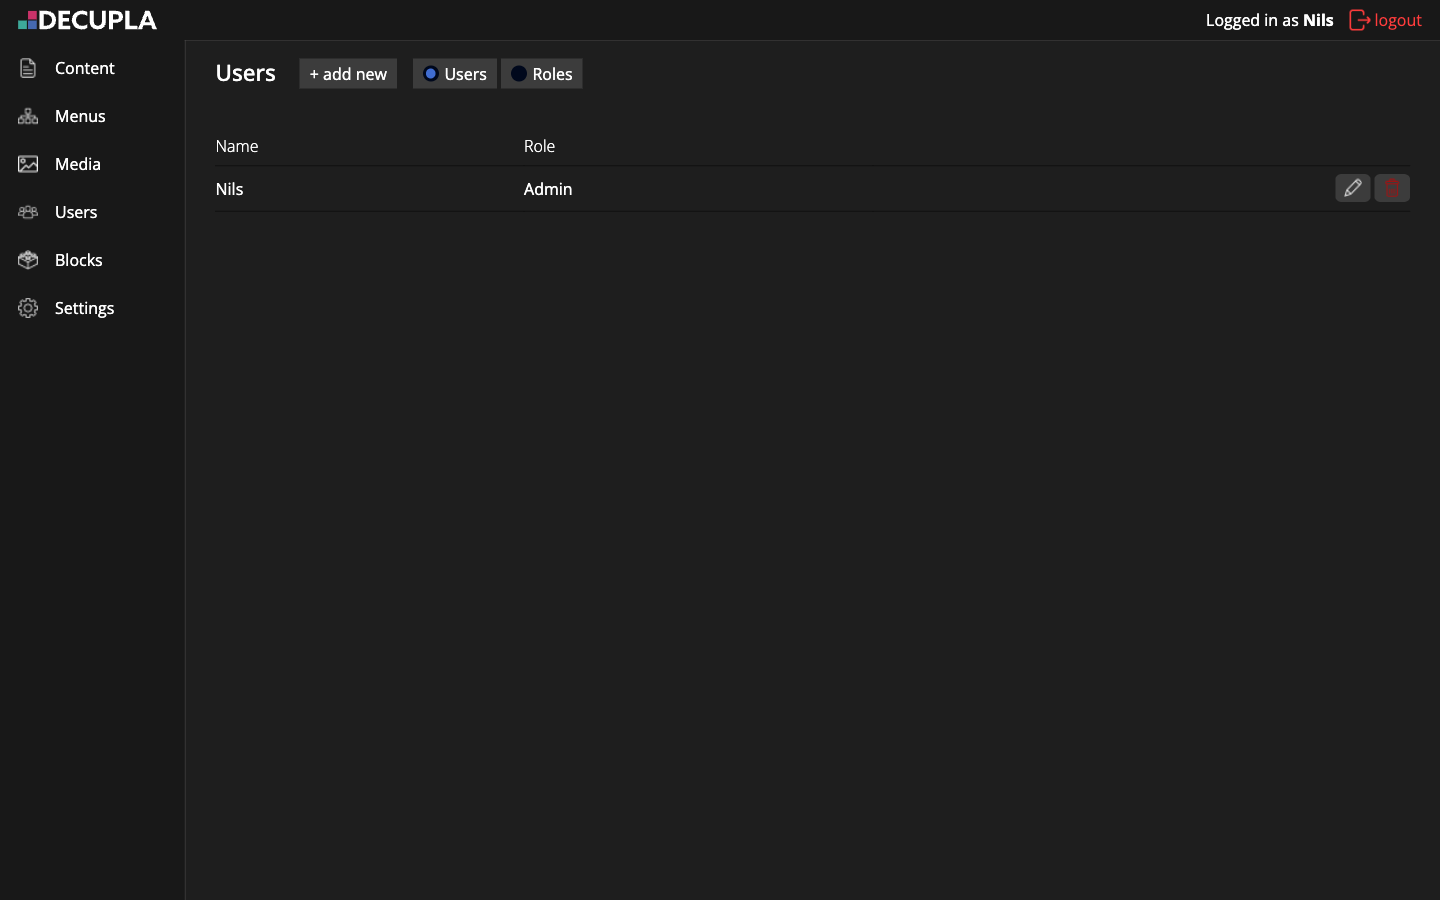 DECUPLA
Logged in as Nils
logout
Content
Menus
Media
Users
Blocks
Settings
Users
+ add new
Users
Roles
Name
Role
Nils
Admin